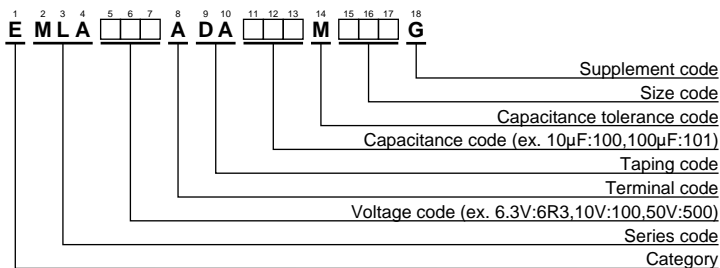 1 2 3 4 5 6 7 8 9 10 11 12 13 14 15 16 17 18
E M L A A D A M G
Supplement code
Size code
Capacitance tolerance code
Capacitance code (ex. 10μF:100,100μF:101)
Taping code
Terminal code
Voltage code (ex. 6.3V:6R3,10V:100,50V:500)
Series code
Category